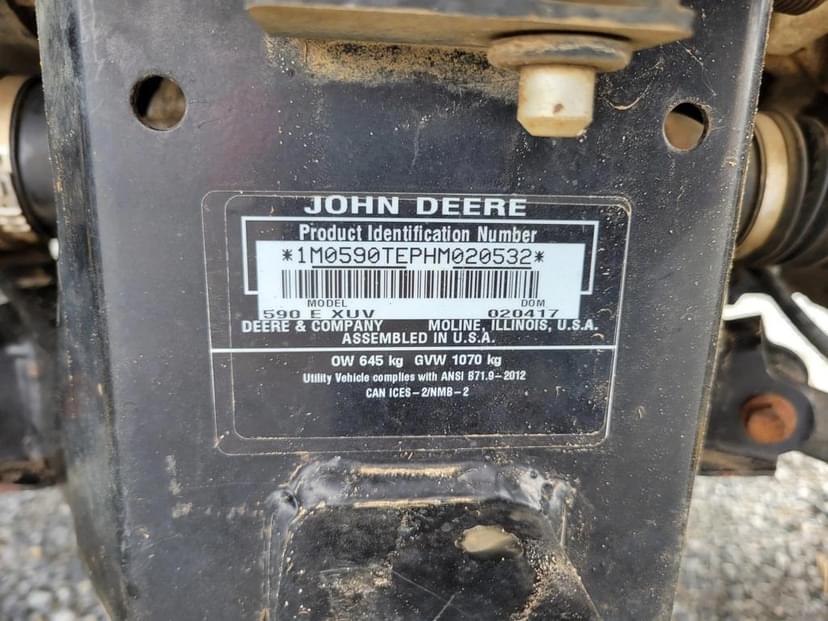 JOHN DEERE
Product Identification Number
*1M0590TEPHM020532*
MODEL DOM
590 E XUV 020417
DEERE & COMPANY MOLINE, ILLINOIS, U.S.A.
ASSEMBLED IN U.S.A.
OW 645 kg GVW 1070 kg
Utility Vehicle complies with ANSI B71.9-2012
CAN ICES-2/NMB-2